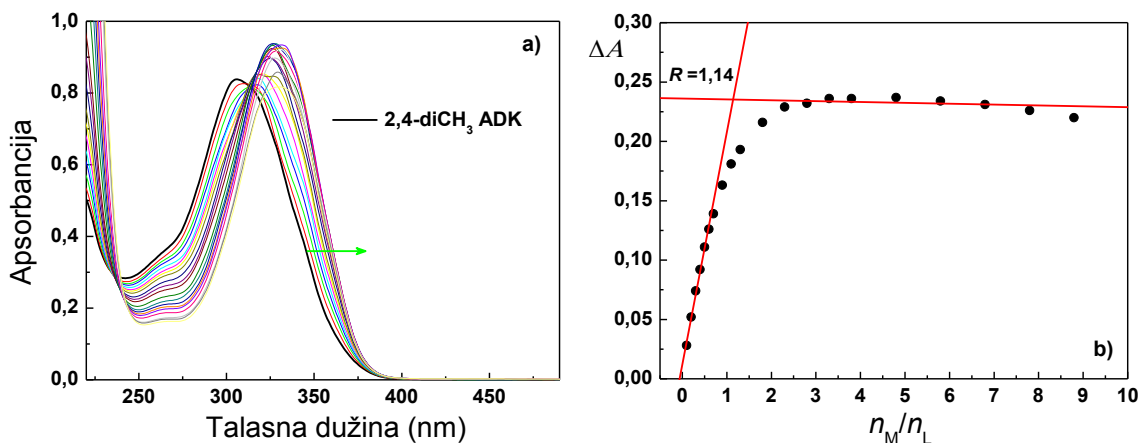 1,0
0,8
0,6
0,4
0,2
0,0
Apsorbancija
a)
2,4-diCH₃ ADK
250 300 350 400 450
Talasna dužina (nm)
0,30
0,25
0,20
0,15
0,10
0,05
0,00
ΔA
R=1,14
b)
0 1 2 3 4 5 6 7 8 9 10
n_M/n_L